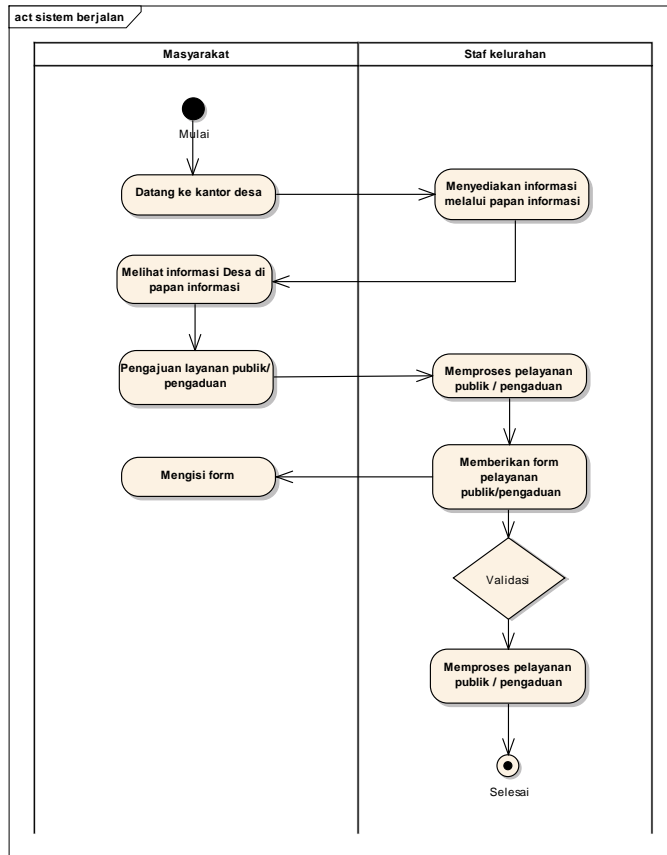 act sistem berjalan
Masyarakat
Staf kelurahan
Mulai
Datang ke kantor desa
Menyediakan informasi
melalui papan informasi
Melihat informasi Desa di
papan informasi
Pengajuan layanan publik/
pengaduan
Memproses pelayanan
publik / pengaduan
Mengisi form
Memberikan form
pelayanan
publik/pengaduan
Validasi
Memproses pelayanan
publik / pengaduan
Selesai